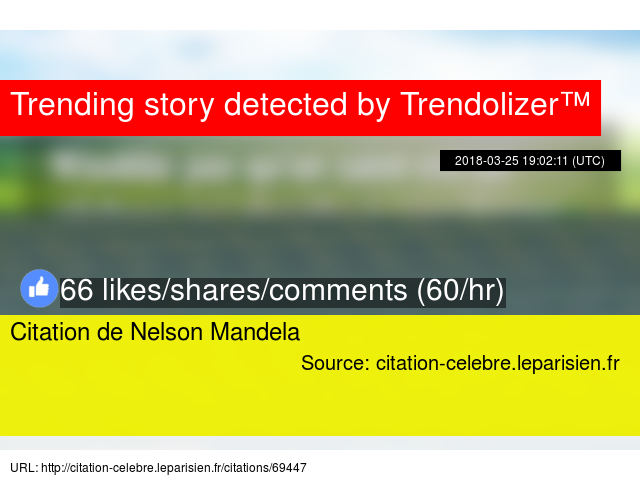 Trending story detected by Trendolizer™
2018-03-25 19:02:11 (UTC)
66 likes/shares/comments (60/hr)
Citation de Nelson Mandela
Source: citation-celebre.leparisien.fr
URL: http://citation-celebre.leparisien.fr/citations/69447